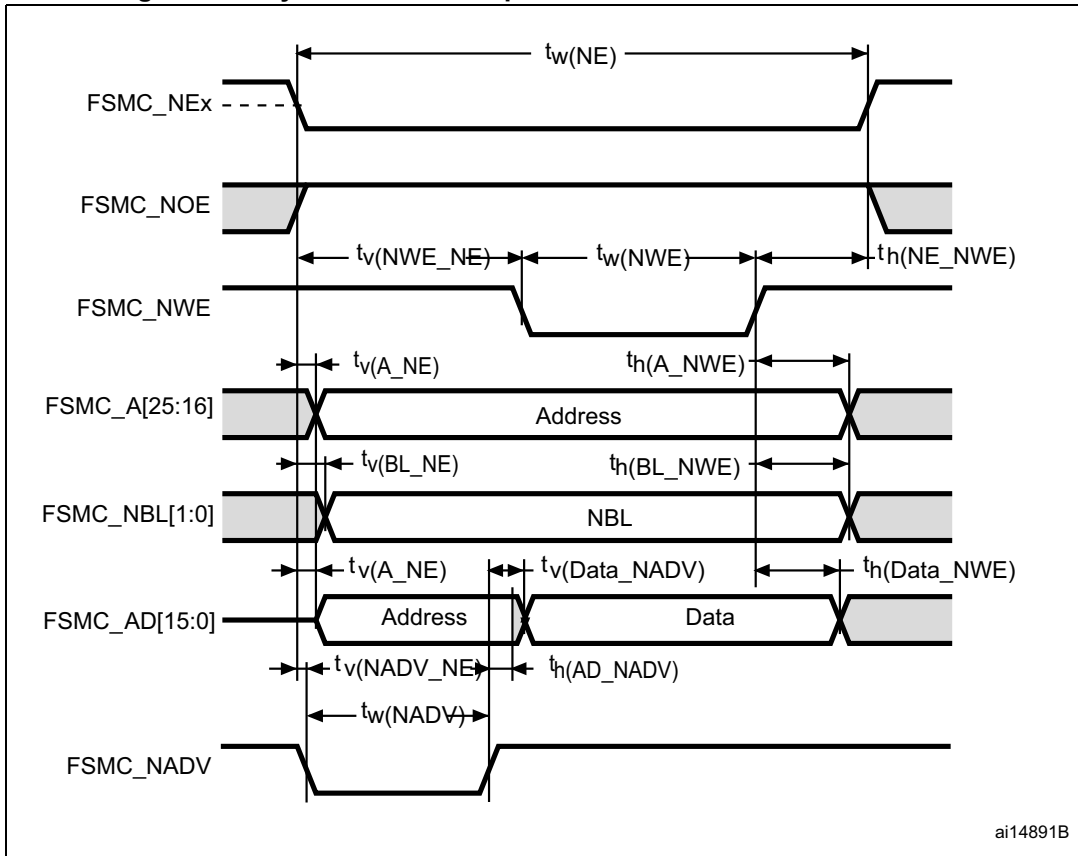 tw(NE)
FSMC_NEx
FSMC_NOE
tv(NWE_NE) tw(NWE) th(NE_NWE)
FSMC_NWE
tv(A_NE) th(A_NWE)
FSMC_A[25:16] Address
tv(BL_NE) th(BL_NWE)
FSMC_NBL[1:0] NBL
tv(A_NE) tv(Data_NADV) th(Data_NWE)
FSMC_AD[15:0] Address Data
tv(NADV_NE) th(AD_NADV)
tw(NADV)
FSMC_NADV
ai14891B